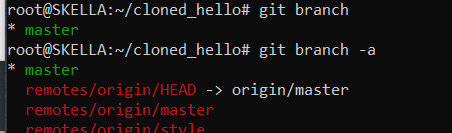 root@SKELLA:~/cloned_hello# git branch
* master
root@SKELLA:~/cloned_hello# git branch -a
* master
remotes/origin/HEAD -> origin/master
remotes/origin/master
remotes/origin/style